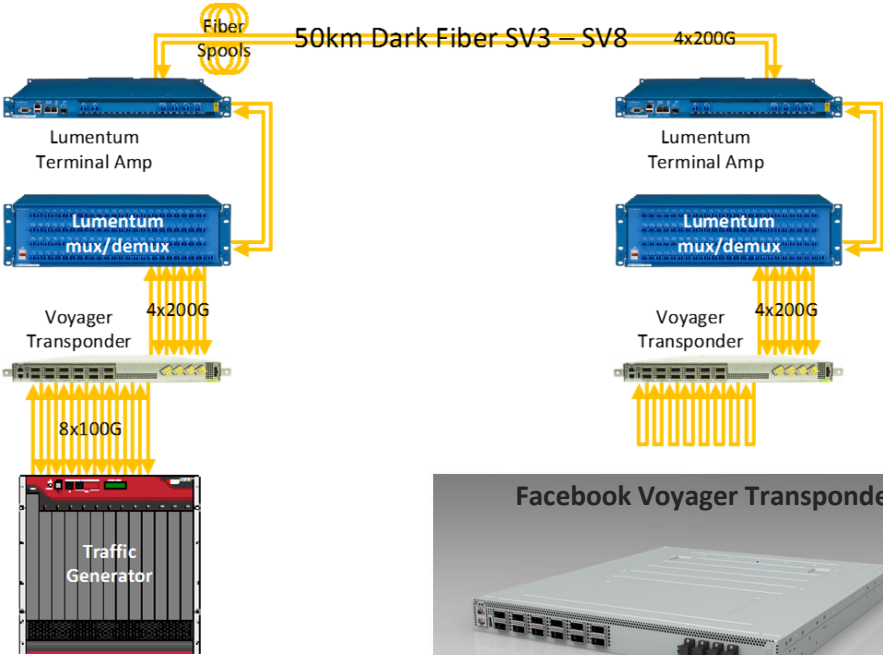 Fiber
Spools
50km Dark Fiber SV3 – SV8
4x200G
Lumentum
Terminal Amp
Lumentum
Terminal Amp
Lumentum
mux/demux
Lumentum
mux/demux
4x200G
4x200G
Voyager
Transponder
Voyager
Transponder
8x100G
Traffic
Generator
Facebook Voyager Transponde